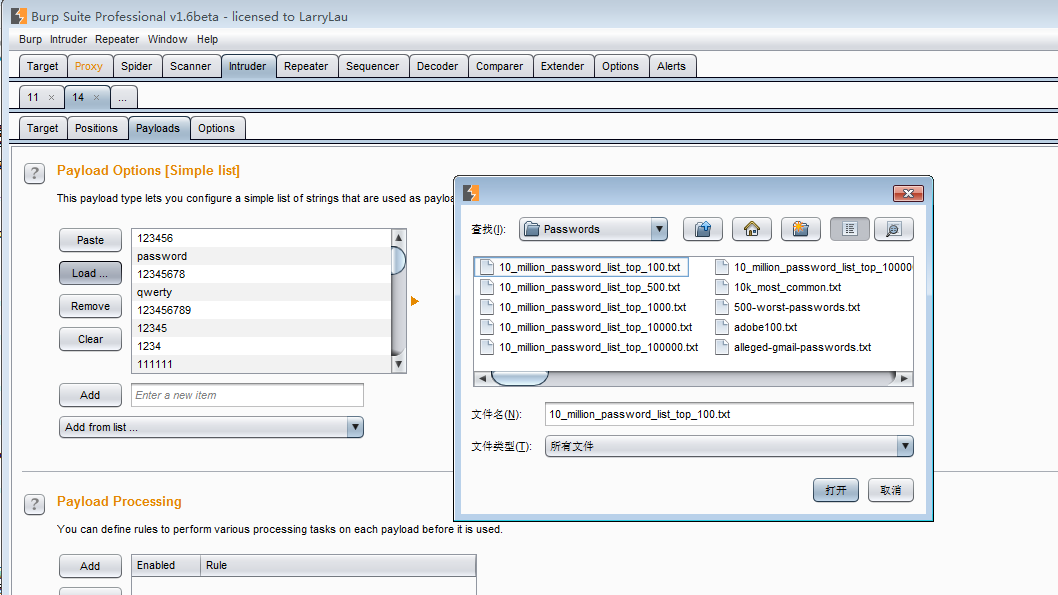 Burp Suite Professional v1.6beta - licensed to LarryLau
Burp Intruder Repeater Window Help
Target Proxy Spider Scanner Intruder Repeater Sequencer Decoder Comparer Extender Options Alerts
11 × 14 × ...
Target Positions Payloads Options
? Payload Options [Simple list]
This payload type lets you configure a simple list of strings that are used as payloa
Paste
Load ...
Remove
Clear
123456
password
12345678
qwerty
123456789
12345
1234
111111
Add Enter a new item
Add from list ...
? Payload Processing
You can define rules to perform various processing tasks on each payload before it is used.
Add Enabled Rule
查找(I): Passwords
10_million_password_list_top_100.txt
10_million_password_list_top_500.txt
10_million_password_list_top_1000.txt
10_million_password_list_top_10000.txt
10_million_password_list_top_100000.txt
10_million_password_list_top_10000
10k_most_common.txt
500-worst-passwords.txt
adobe100.txt
alleged-gmail-passwords.txt
文件名(N): 10_million_password_list_top_100.txt
文件类型(T): 所有文件
打开 取消